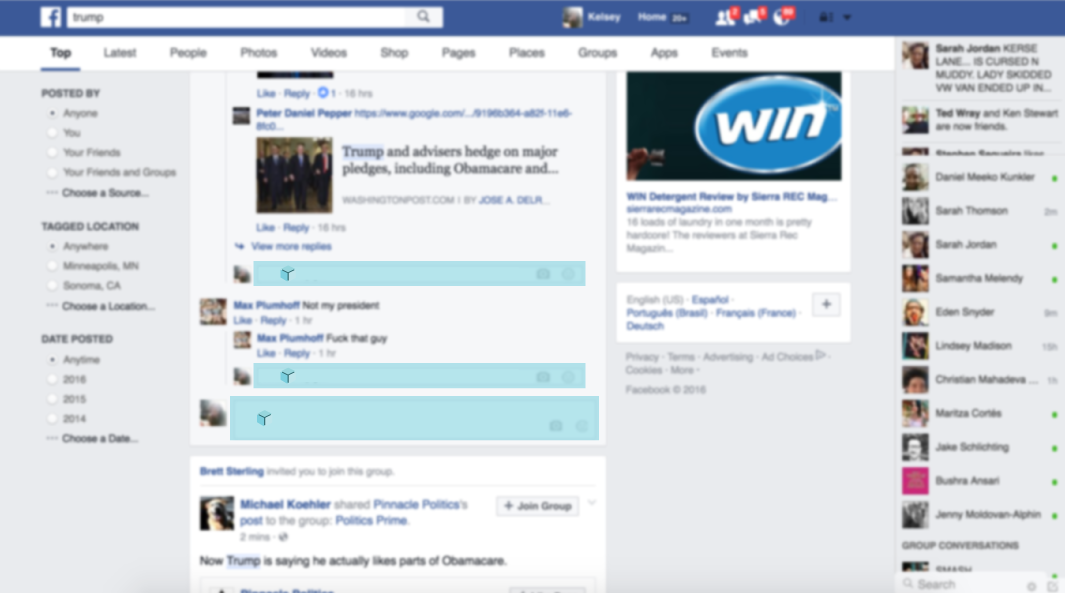 trump
Kelsey
Home 20+
Top Latest People Photos Videos Shop Pages Places Groups Apps Events
POSTED BY
Anyone
You
Your Friends
Your Friends and Groups
Choose a Source...
TAGGED LOCATION
Anywhere
Minneapolis, MN
Sonoma, CA
Choose a Location...
DATE POSTED
Anytime
2016
2015
2014
Choose a Date...
Like · Reply · 1 · 16 hrs
Peter Daniel Pepper https://www.google.com/.../9196b364-a82f-11e6-
8fc0...
Trump and advisers hedge on major
pledges, including Obamacare and...
WASHINGTONPOST.COM | BY JOSE A. DELR...
Like · Reply · 16 hrs
View more replies
Max Plumhoff Not my president
Like · Reply · 1 hr
Max Plumhoff Fuck that guy
Like · Reply · 1 hr
Brett Sterling invited you to join this group.
Michael Koehler shared Pinnacle Politics's
post to the group: Politics Prime.
2 mins ·
+ Join Group
Now Trump is saying he actually likes parts of Obamacare.
Pinnacle Politics
win
WIN Detergent Review by Sierra REC Mag...
sierrarecmagazine.com
16 loads of laundry in one month is pretty
hardcore! The reviewers at Sierra Rec
Magazin...
English (US) · Español ·
Português (Brasil) · Français (France) ·
Deutsch
+
Privacy · Terms · Advertising · Ad Choices ·
Cookies · More ·
Facebook © 2016
Sarah Jordan KERSE
LANE... IS CURSED N
MUDDY. LADY SKIDDED
VW VAN ENDED UP IN...
Ted Wray and Ken Stewart
are now friends.
Daniel Meeko Kunkler
Sarah Thomson 2m
Sarah Jordan
Samantha Melendy
Eden Snyder 9m
Lindsey Madison 15h
Christian Mahadeva ... 1h
Maritza Cortés
Jake Schlichting
Bushra Ansari
Jenny Moldovan-Alphin
GROUP CONVERSATIONS
SMASH
Search